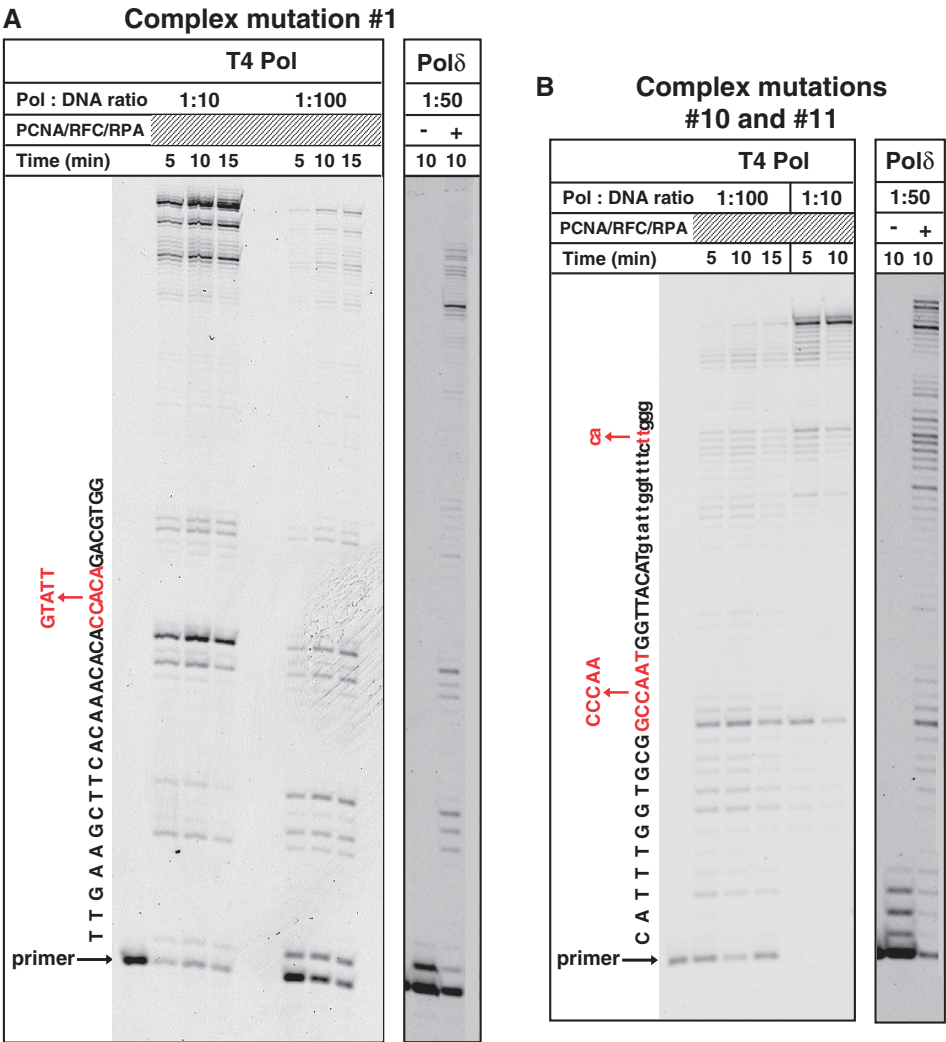 A
Complex mutation #1
T4 Pol
Pol : DNA ratio 1:10 1:100
PCNA/RFC/RPA
Time (min) 5 10 15 5 10 15
GTATT
TTGAAGCTTCACAAACACACCACAGACGTGG
primer
Polδ
1:50
- +
10 10
B
Complex mutations
#10 and #11
T4 Pol
Pol : DNA ratio 1:100 1:10
PCNA/RFC/RPA
Time (min) 5 10 15 5 10
ca
CCCAA
CATTTGGTGCGGCCAATGGTTACATgtattggtttcttggg
primer
Polδ
1:50
- +
10 10